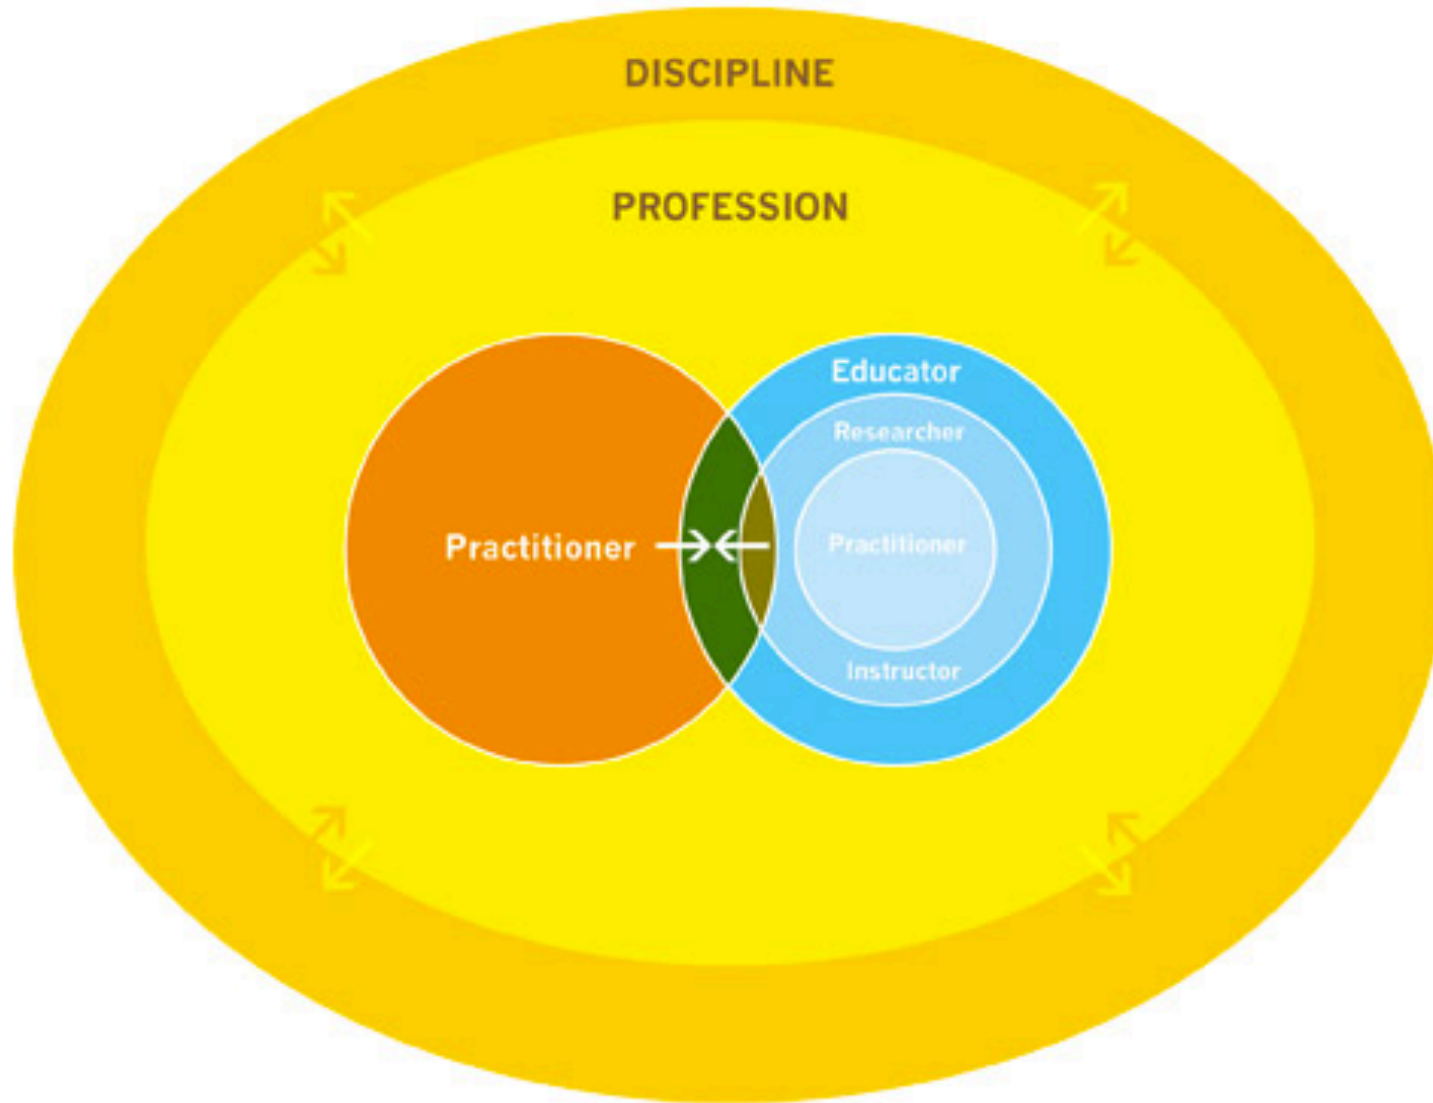 DISCIPLINE
PROFESSION
Educator
Researcher
Practitioner
Practitioner
Instructor